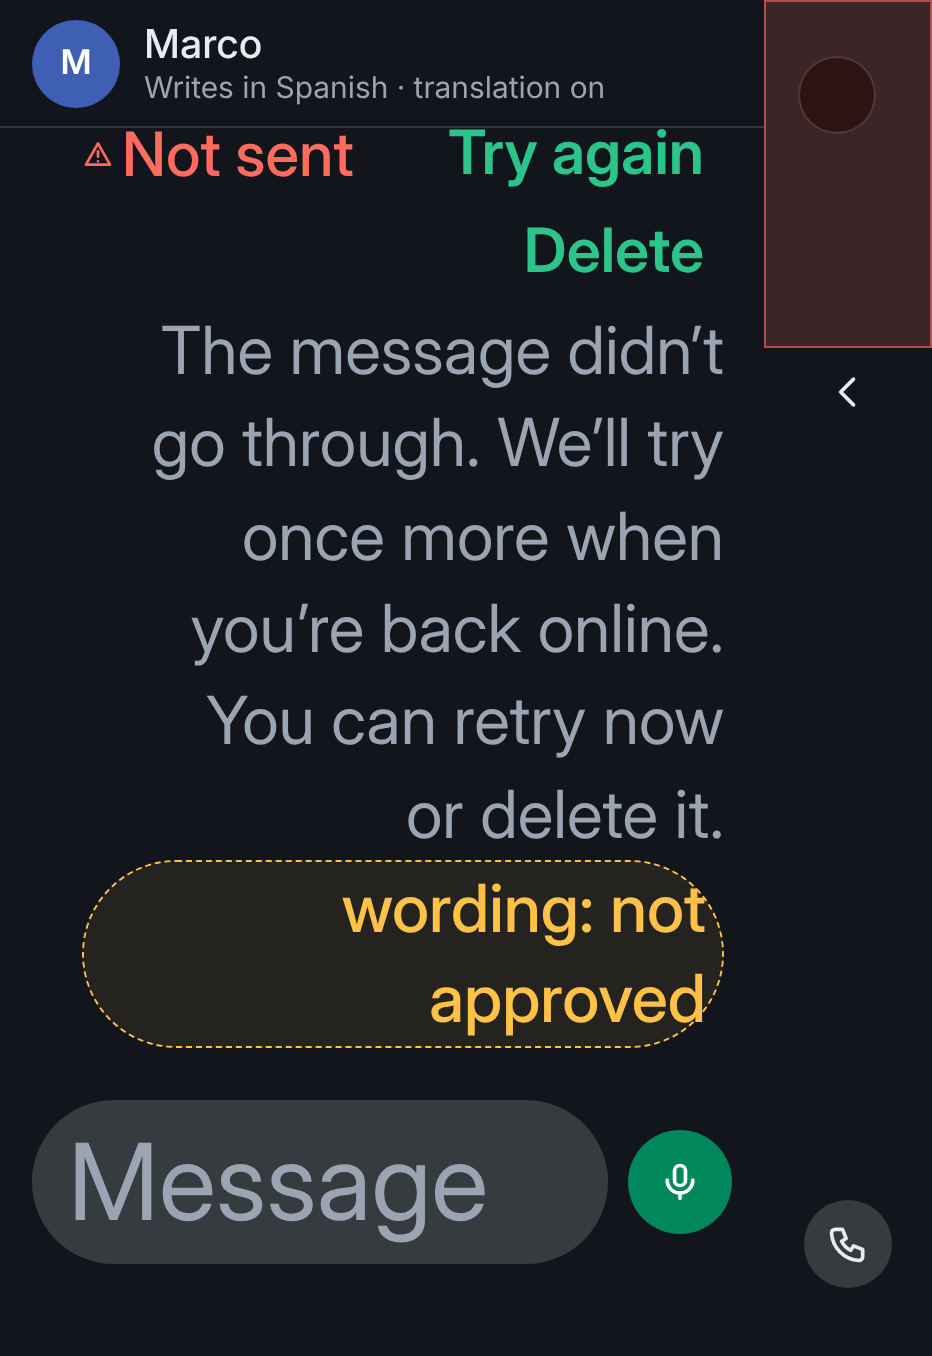 M
Marco
Writes in Spanish · translation on
Not sent
Try again
Delete
The message didn’t
go through. We’ll try
once more when
you’re back online.
You can retry now
or delete it.
wording: not
approved
Message